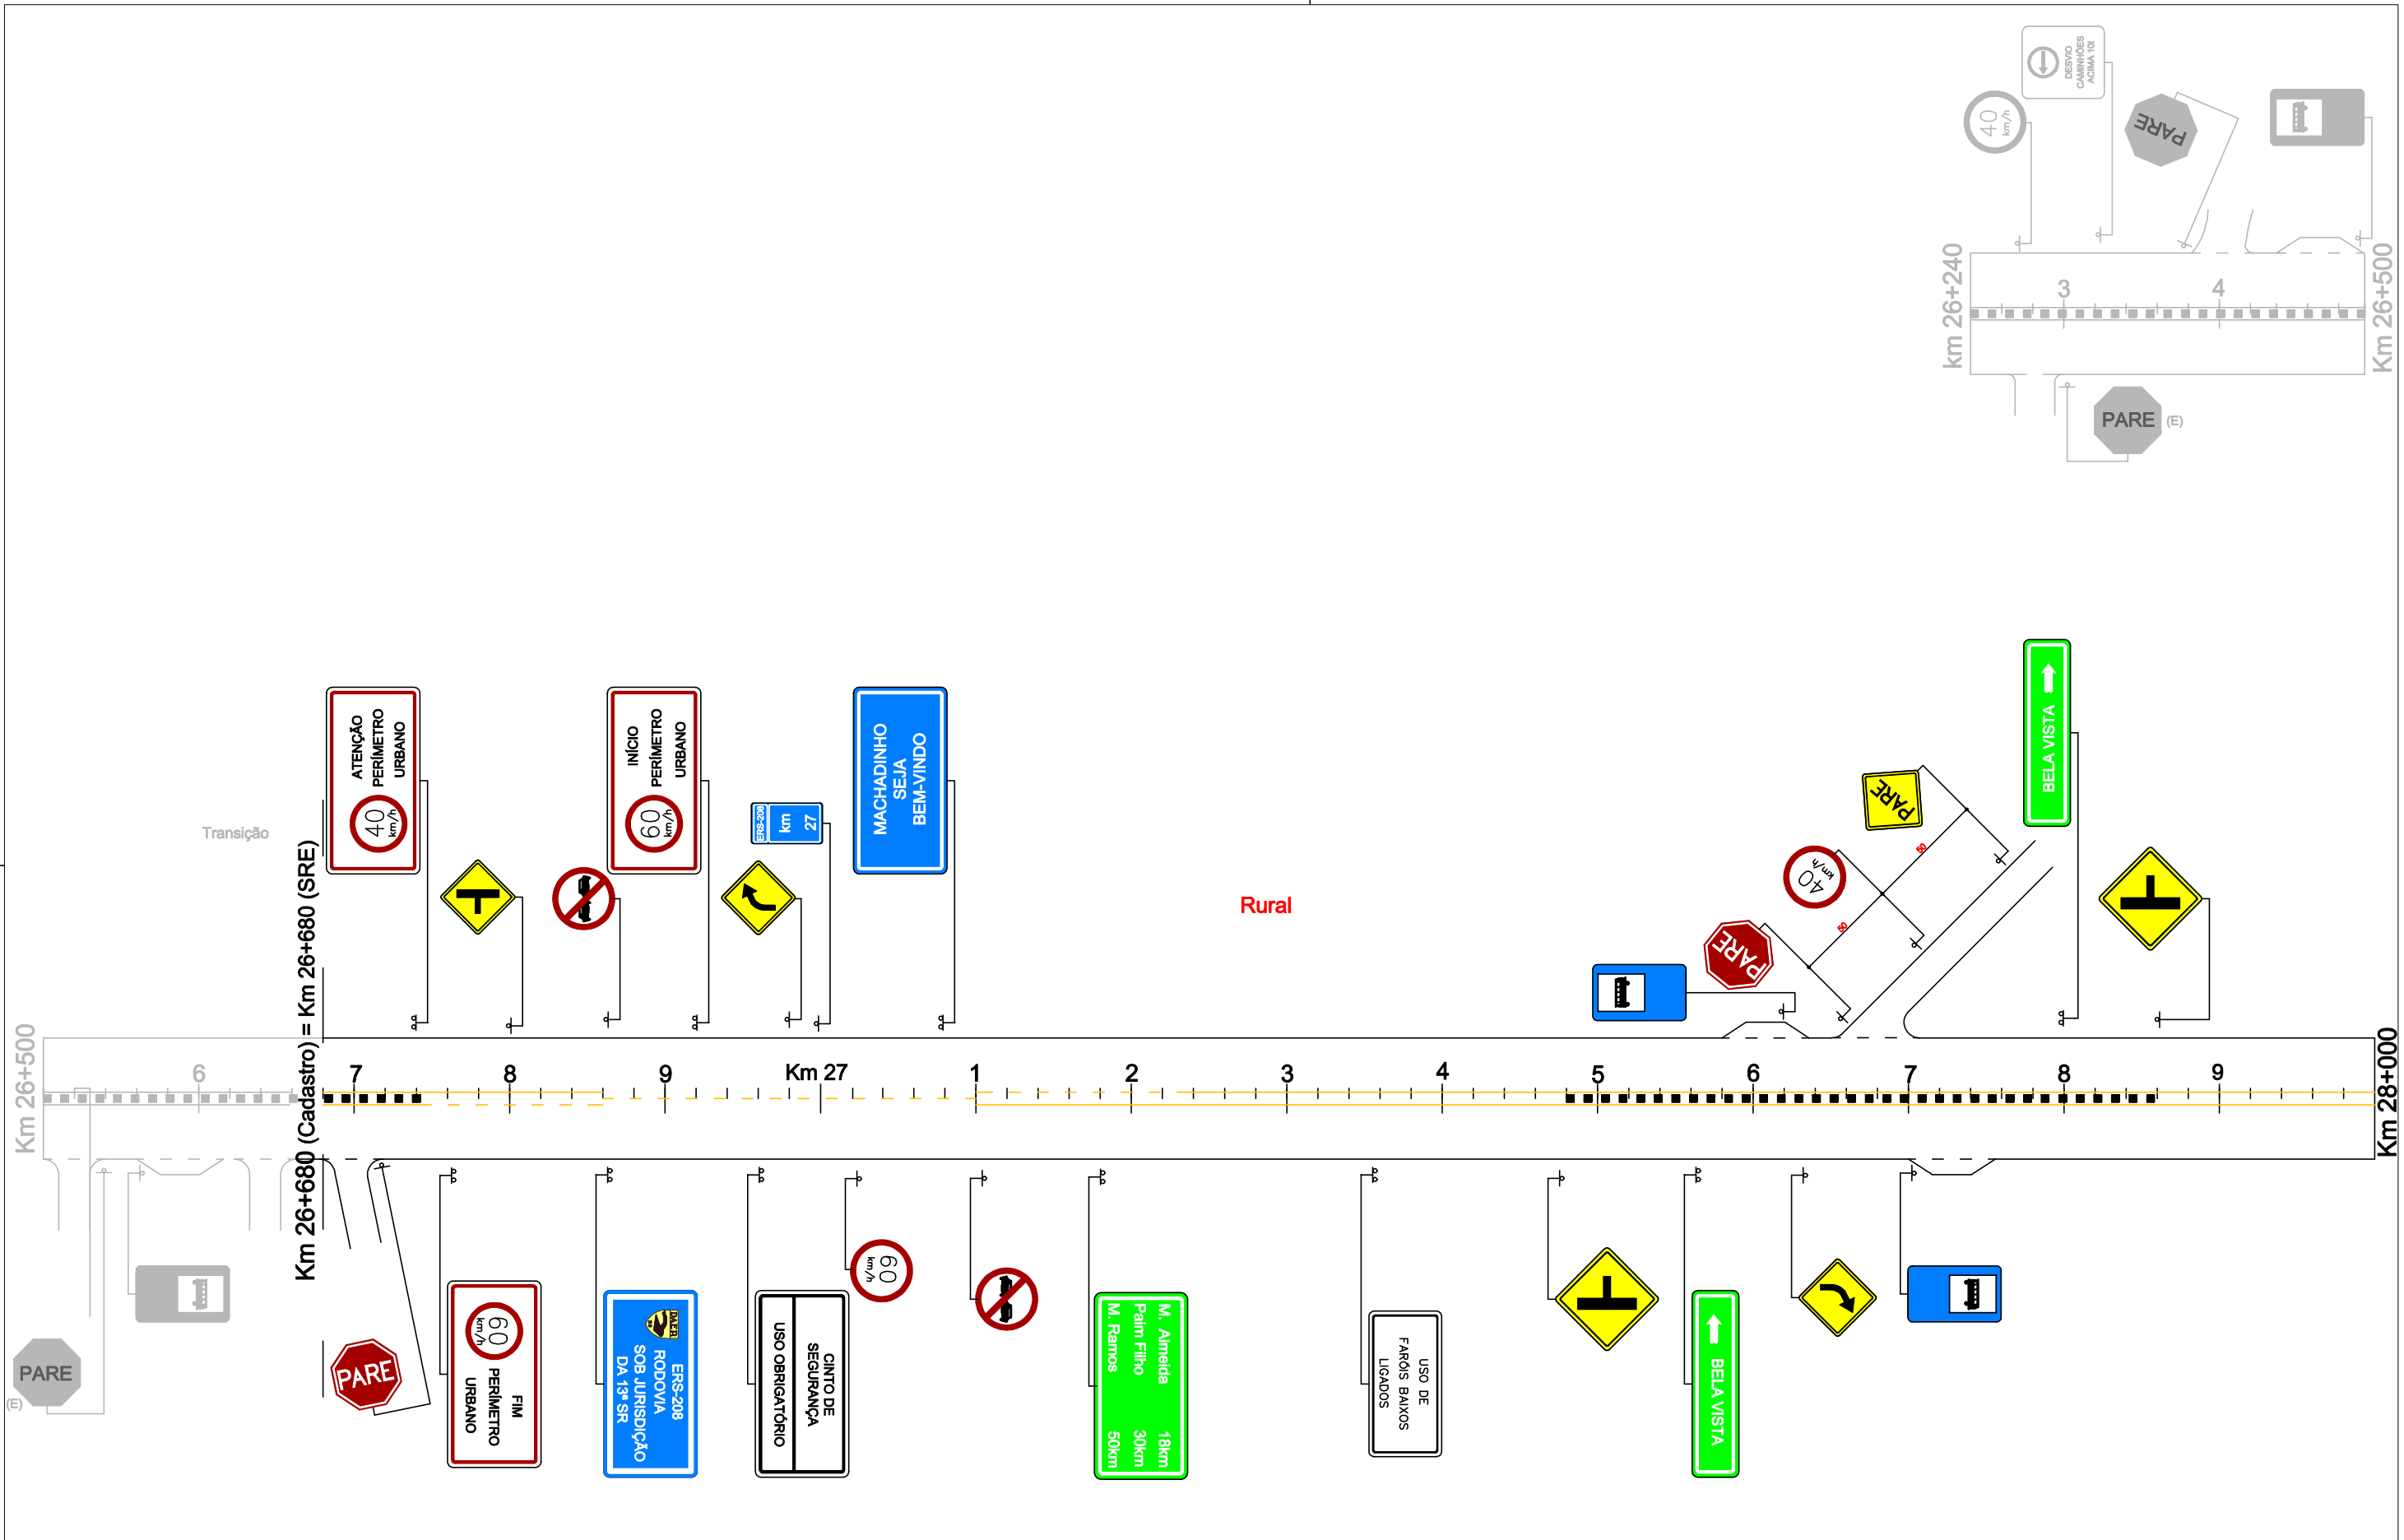 DESVIO
CAMINHÕES
ACIMA 10t
40
km/h
PARE
km 26+240
3
4
Km 26+500
PARE
(E)
BELA VISTA
ATENÇÃO
PERÍMETRO
URBANO
40
km/h
INÍCIO
PERÍMETRO
URBANO
60
km/h
ERS-208
km
27
MACHADINHO
SEJA
BEM-VINDO
PARE
50
40
km/h
50
PARE
Transição
Rural
Km 26+680 (Cadastro) = Km 26+680 (SRE)
Km 26+500
6
7
8
9
Km 27
1
2
3
4
5
6
7
8
9
Km 28+000
PARE
(E)
PARE
60
km/h
FIM
PERÍMETRO
URBANO
DAER
ERS-208
RODOVIA
SOB JURISDIÇÃO
DA 13ª SR
CINTO DE
SEGURANÇA
USO OBRIGATÓRIO
60
km/h
M. Almeida 18km
Paim Filho 30km
M. Ramos 50km
USO DE
FARÓIS BAIXOS
LIGADOS
BELA VISTA